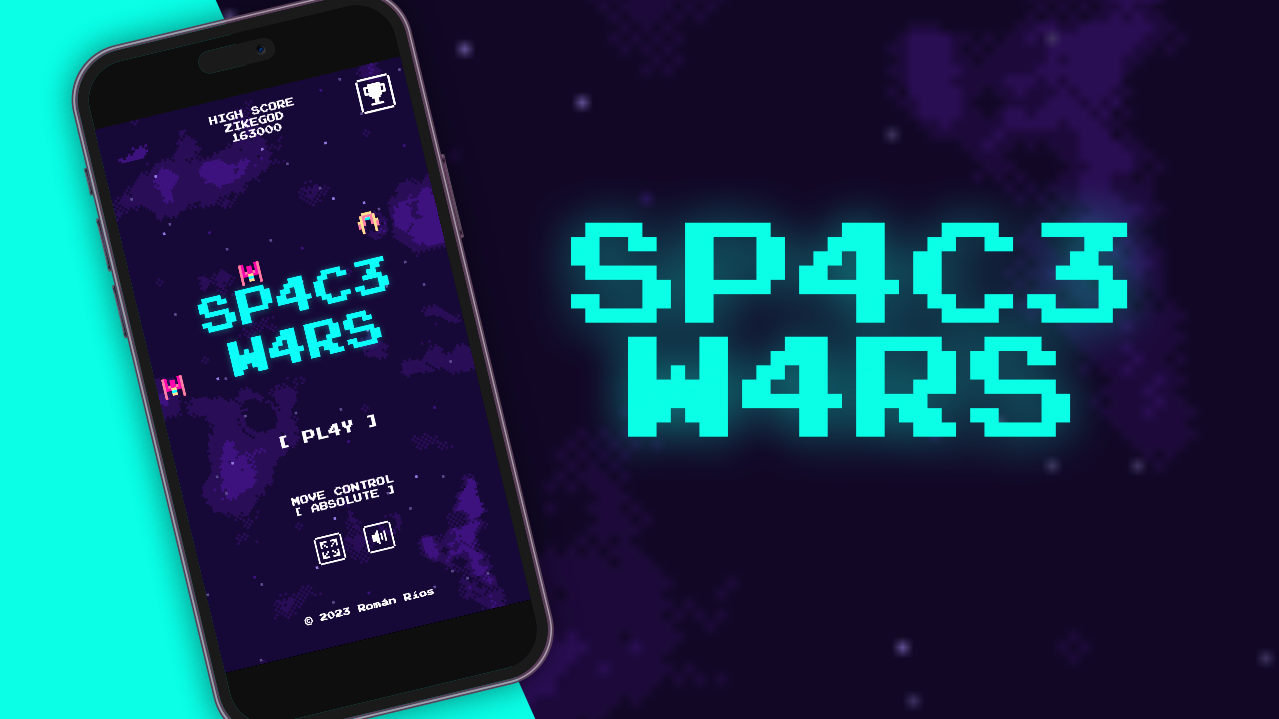 HIGH SCORE
ZIKEGOD
163000
SP4C3
W4RS
[ PL4Y ]
MOVE CONTROL
[ ABSOLUTE ]
© 2023 Román Ríos
SP4C3
W4RS